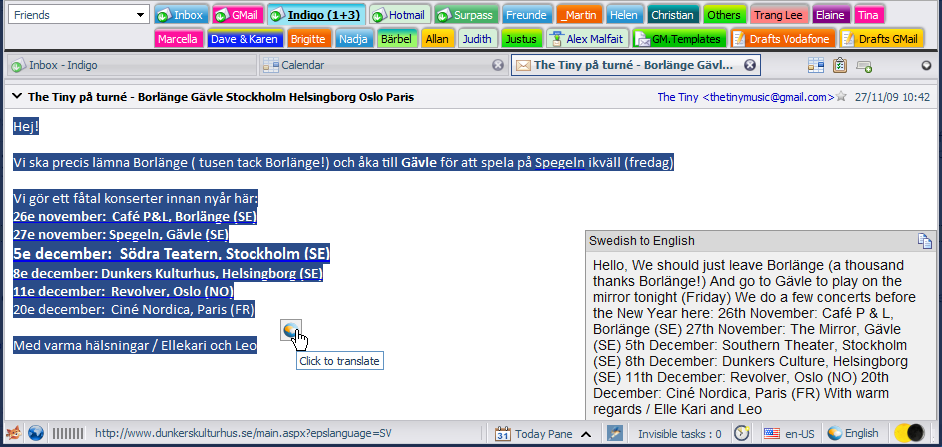 Friends
Inbox
GMail
Indigo (1+3)
Hotmail
Surpass
Freunde
_Martin
Helen
Christian
Others
Trang Lee
Elaine
Tina
Marcella
Dave & Karen
Brigitte
Nadja
Bärbel
Allan
Judith
Justus
Alex Malfait
GM.Templates
Drafts Vodafone
Drafts GMail
Inbox - Indigo
Calendar
The Tiny på turné - Borlänge Gävl...
The Tiny på turné - Borlänge Gävle Stockholm Helsingborg Oslo Paris
The Tiny <thetinymusic@gmail.com>
27/11/09 10:42
Hej!
Vi ska precis lämna Borlänge ( tusen tack Borlänge!) och åka till Gävle för att spela på Spegeln ikväll (fredag)
Vi gör ett fåtal konserter innan nyår här:
26e november: Café P&L, Borlänge (SE)
27e november: Spegeln, Gävle (SE)
5e december: Södra Teatern, Stockholm (SE)
8e december: Dunkers Kulturhus, Helsingborg (SE)
11e december: Revolver, Oslo (NO)
20e december: Ciné Nordica, Paris (FR)
Med varma hälsningar / Ellekari och Leo
Click to translate
Swedish to English
Hello, We should just leave Borlänge (a thousand
thanks Borlänge!) And go to Gävle to play on the
mirror tonight (Friday) We do a few concerts before
the New Year here: 26th November: Café P & L,
Borlänge (SE) 27th November: The Mirror, Gävle
(SE) 5th December: Southern Theater, Stockholm
(SE) 8th December: Dunkers Culture, Helsingborg
(SE) 11th December: Revolver, Oslo (NO) 20th
December: Ciné Nordica, Paris (FR) With warm
regards / Elle Kari and Leo
http://www.dunkerskulturhus.se/main.aspx?epslanguage=SV
31
Today Pane
Invisible tasks : 0
en-US
English